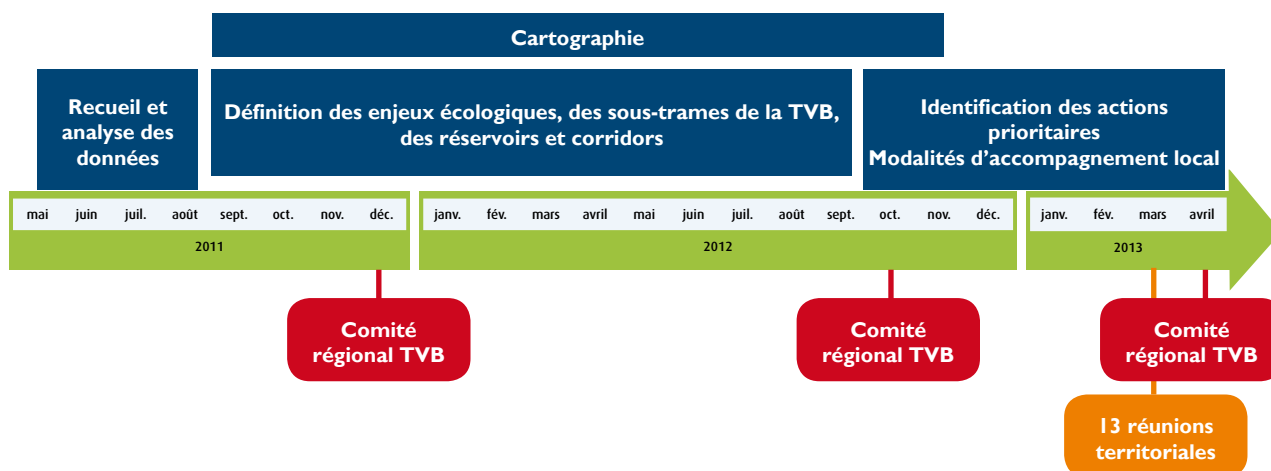 Cartographie
Recueil et
analyse des
données
Définition des enjeux écologiques, des sous-trames de la TVB,
des réservoirs et corridors
Identification des actions
prioritaires
Modalités d’accompagnement local
mai juin juil. août sept. oct. nov. déc.
2011
janv. fév. mars avril mai juin juil. août sept. oct. nov. déc.
2012
janv. fév. mars avril
2013
Comité
régional TVB
Comité
régional TVB
Comité
régional TVB
13 réunions
territoriales